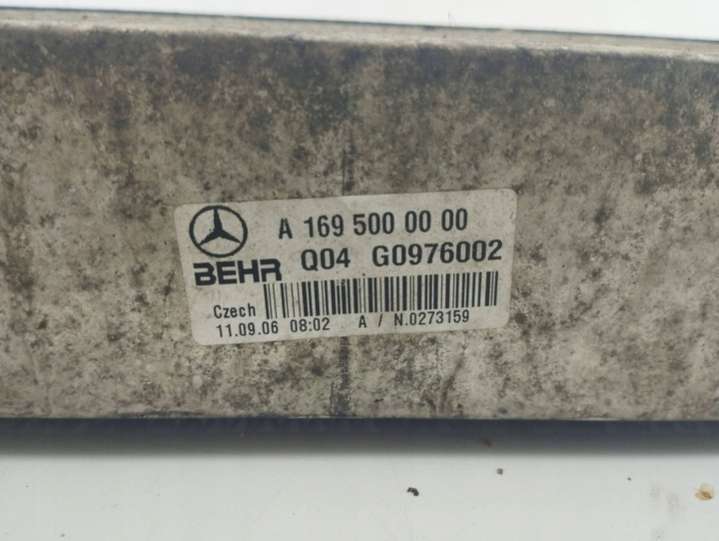 A 169 500 00 00
BEHR Q04 G0976002
Czech
11.09.06 08:02 A / N.0273159